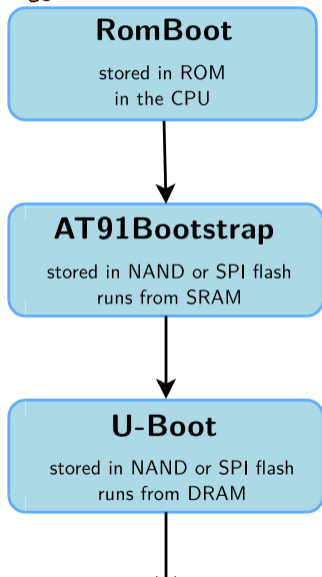 RomBoot
stored in ROM
in the CPU
AT91Bootstrap
stored in NAND or SPI flash
runs from SRAM
U-Boot
stored in NAND or SPI flash
runs from DRAM